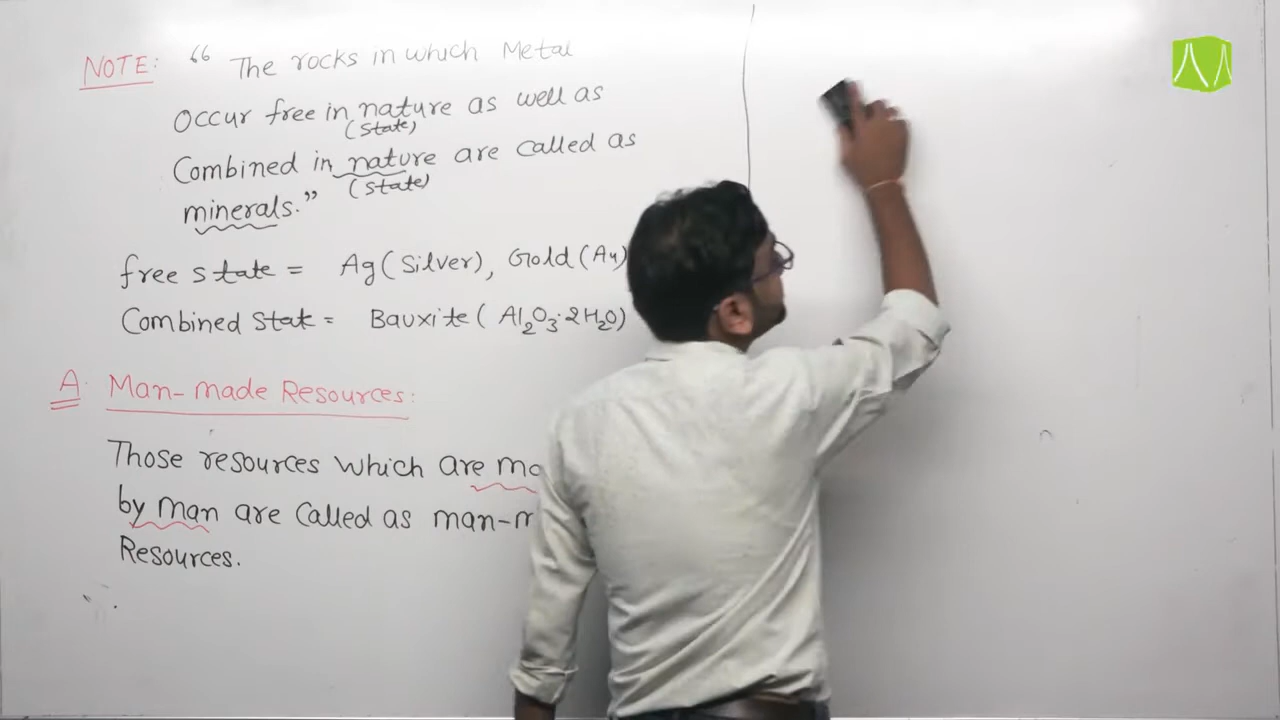 NOTE: “ The rocks in which Metal
Occur free in nature as well as
(state)
Combined in nature are called as
(state)
minerals.”
free state = Ag (Silver), Gold (Au)
Combined State = Bauxite ( Al₂O₃·2H₂O)
A. Man-made Resources:
Those resources which are
by man are called as man-m
Resources.